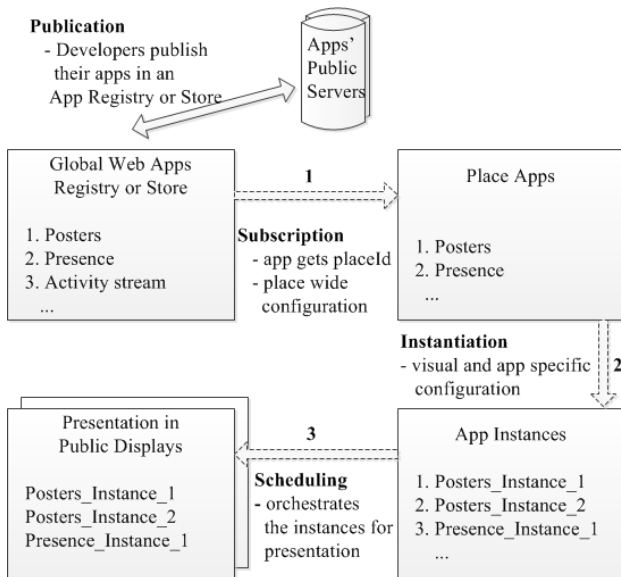 Publication
- Developers publish
their apps in an
App Registry or Store
Apps'
Public
Servers
Global Web Apps
Registry or Store
1. Posters
2. Presence
3. Activity stream
...
1
Subscription
- app gets placeId
- place wide
configuration
Place Apps
1. Posters
2. Presence
...
Instantiation
- visual and app specific
configuration
2
Presentation in
Public Displays
Posters_Instance_1
Posters_Instance_2
Presence_Instance_1
3
Scheduling
- orchestrates
the instances for
presentation
App Instances
1. Posters_Instance_1
2. Posters_Instance_2
3. Presence_Instance_1
...